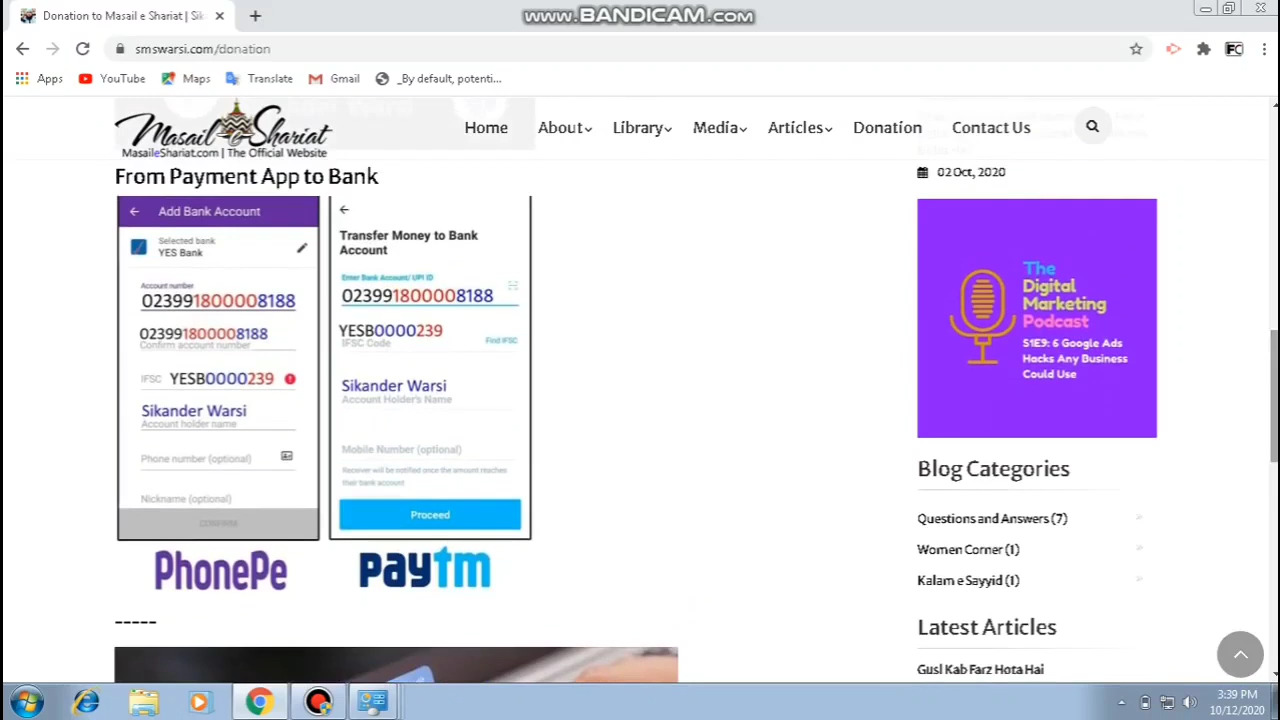 Donation to Masail e Shariat | Sik
www.BANDICAM.com
smswarsi.com/donation
FC
Apps
YouTube
Maps
Translate
Gmail
_By default, potenti...
Masail e Shariat
MasaileShariat.com | The Official Website
Home
About
Library
Media
Articles
Donation
Contact Us
From Payment App to Bank
02 Oct, 2020
Add Bank Account
Selected bank
YES Bank
Account number
023991800008188
023991800008188
Confirm account number
IFSC YESB0000239
Sikander Warsi
Account holder name
Phone number (optional)
Nickname (optional)
Transfer Money to Bank
Account
Enter Bank Account/ UPI ID
023991800008188
YESB0000239
IFSC Code
Find IFSC
Sikander Warsi
Account Holder's Name
Mobile Number (optional)
Receiver will be notified once the amount reaches
their bank account
Proceed
PhonePe
paytm
-----
The
Digital
Marketing
Podcast
S1E9: 6 Google Ads
Hacks Any Business
Could Use
Blog Categories
Questions and Answers (7)
Women Corner (1)
Kalam e Sayyid (1)
Latest Articles
Gusl Kab Farz Hota Hai
3:39 PM
10/12/2020